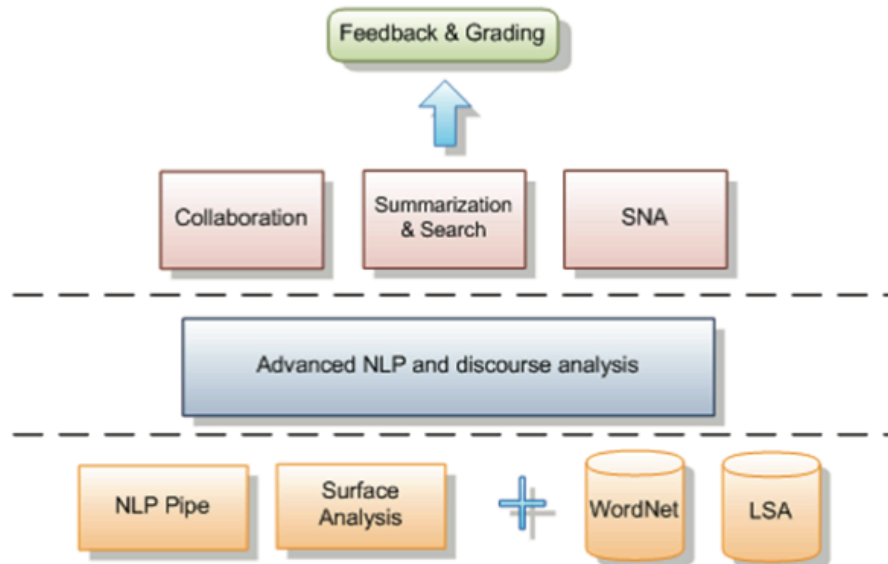 Feedback & Grading
Collaboration
Summarization
& Search
SNA
Advanced NLP and discourse analysis
NLP Pipe
Surface
Analysis
WordNet
LSA